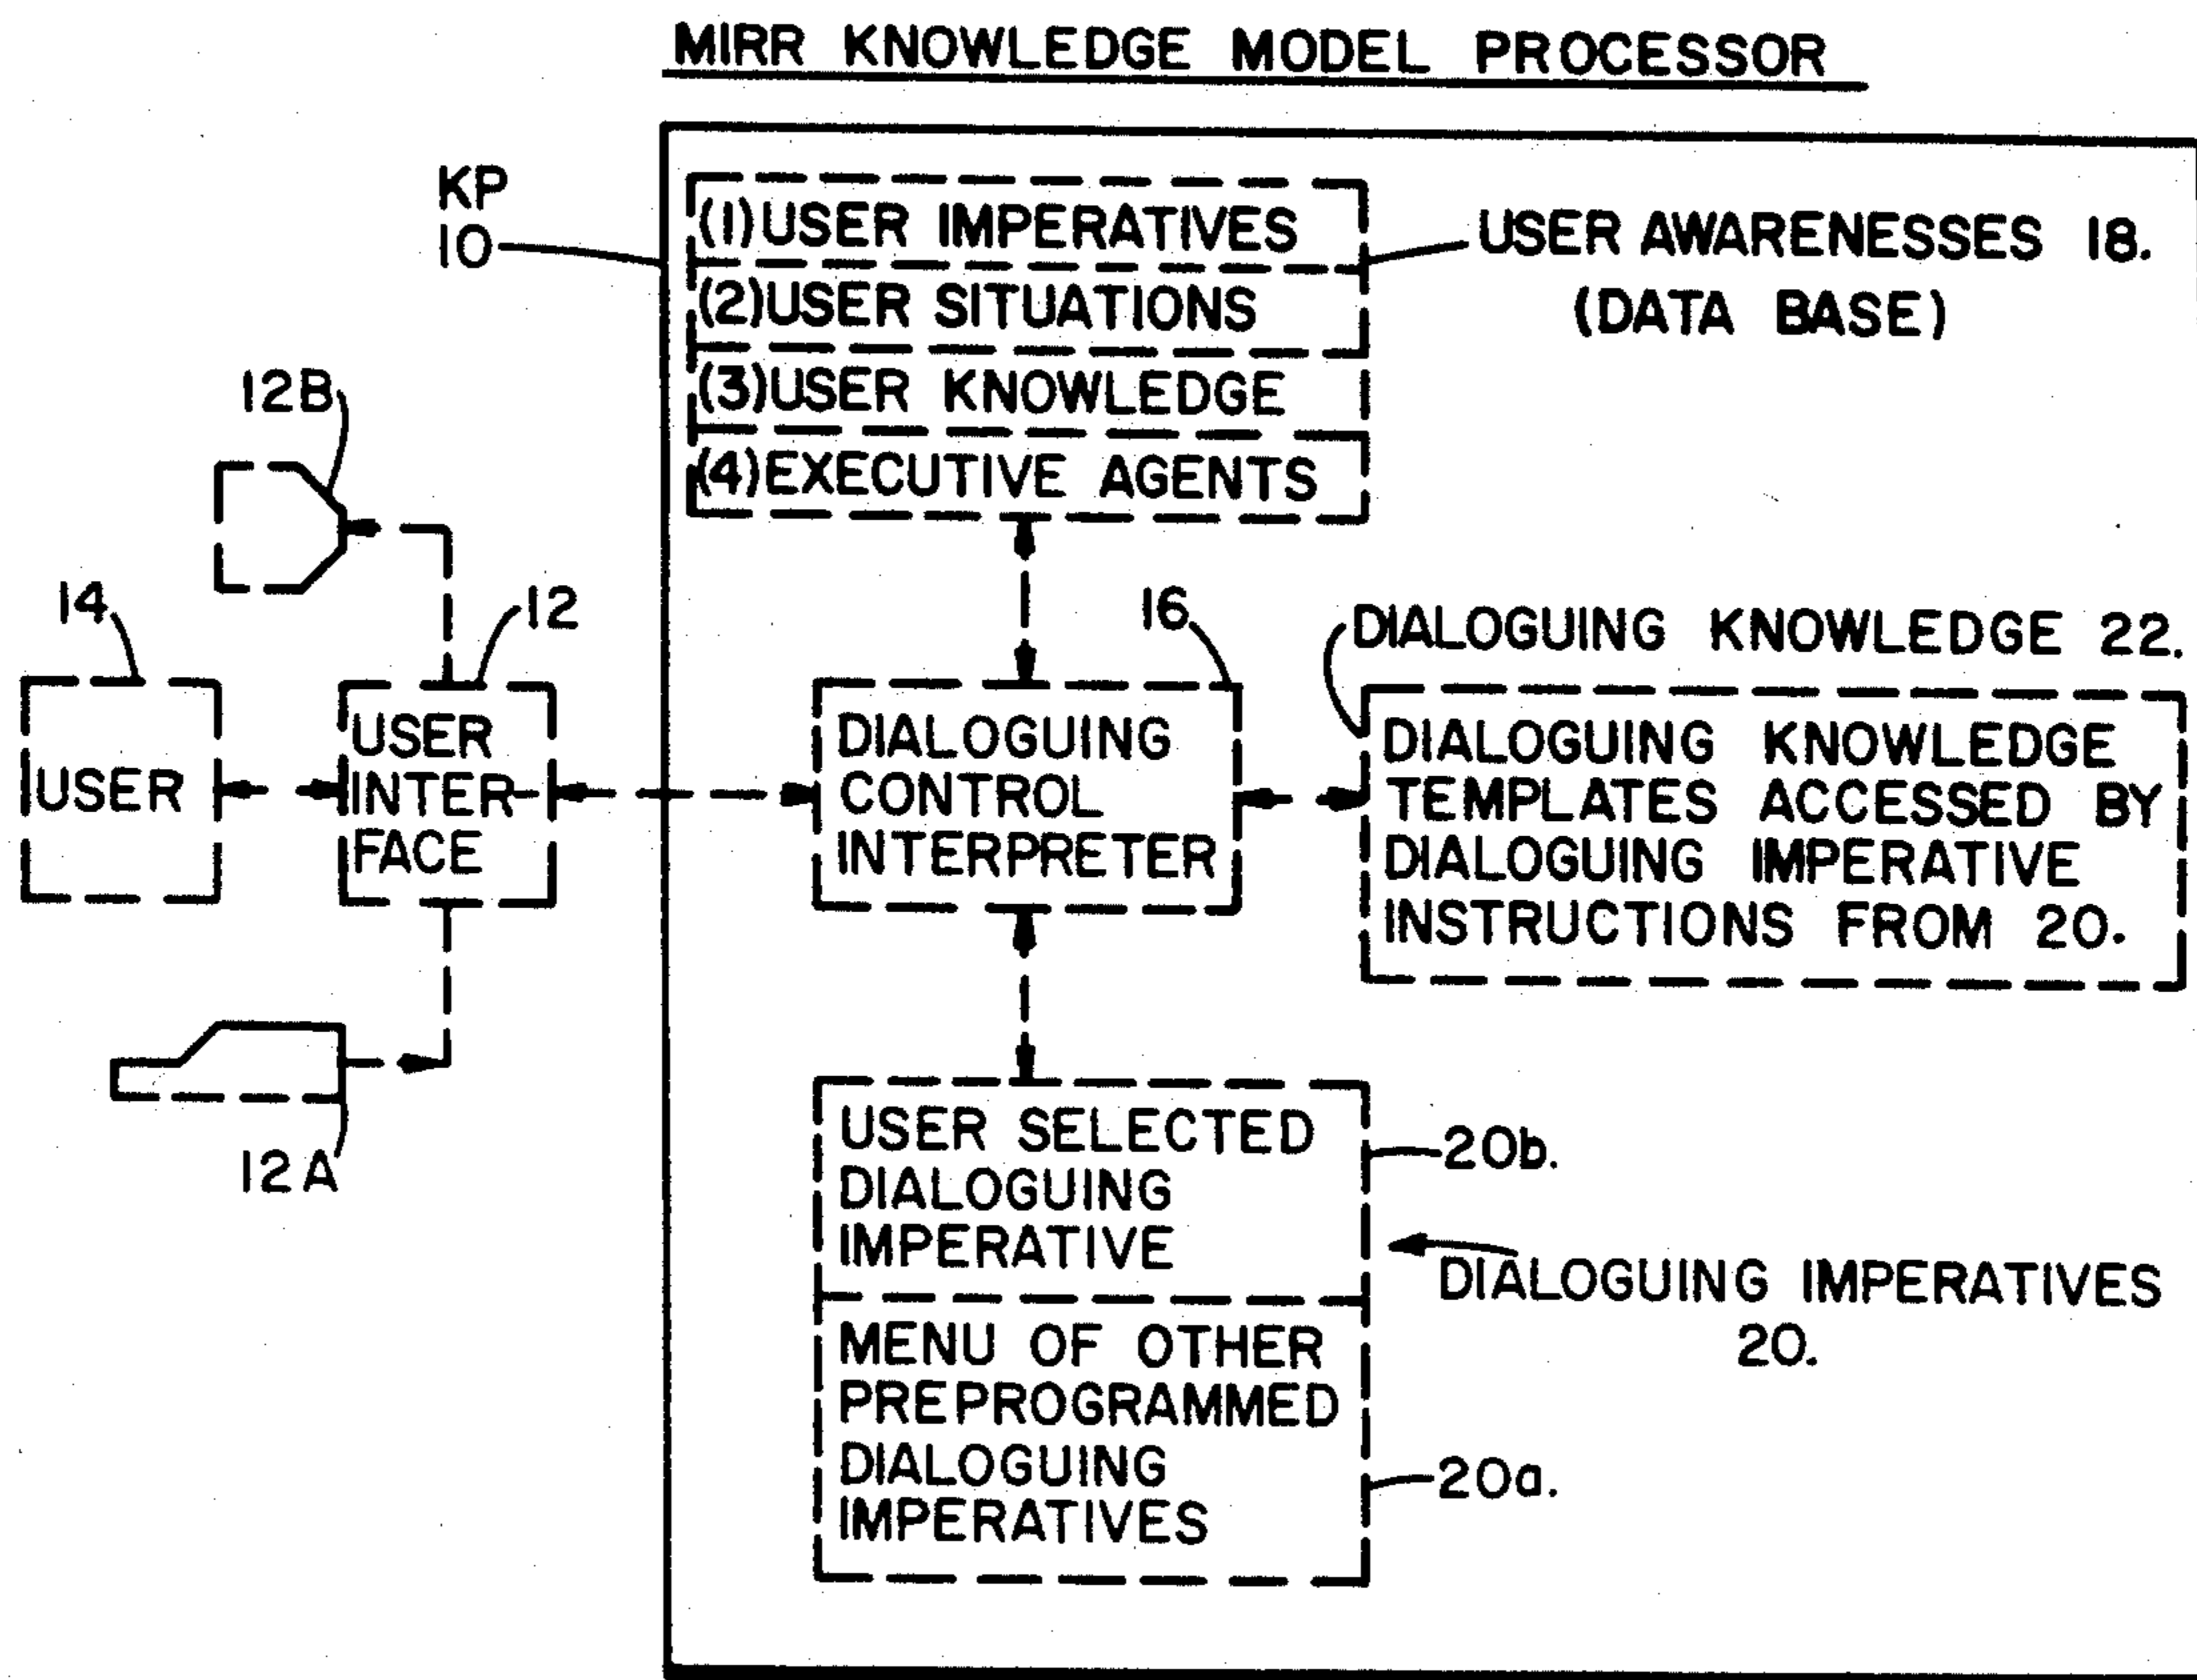 MIRR KNOWLEDGE MODEL PROCESSOR
KP
10
(1) USER IMPERATIVES
(2) USER SITUATIONS
(3) USER KNOWLEDGE
(4) EXECUTIVE AGENTS
USER AWARENESSES 18.
(DATA BASE)
12B
14
12
16
DIALOGUING KNOWLEDGE 22.
USER
USER
INTER-
FACE
DIALOGUING
CONTROL
INTERPRETER
DIALOGUING KNOWLEDGE
TEMPLATES ACCESSED BY
DIALOGUING IMPERATIVE
INSTRUCTIONS FROM 20.
12A
USER SELECTED
DIALOGUING
IMPERATIVE
20b.
DIALOGUING IMPERATIVES
20.
MENU OF OTHER
PREPROGRAMMED
DIALOGUING
IMPERATIVES
20a.